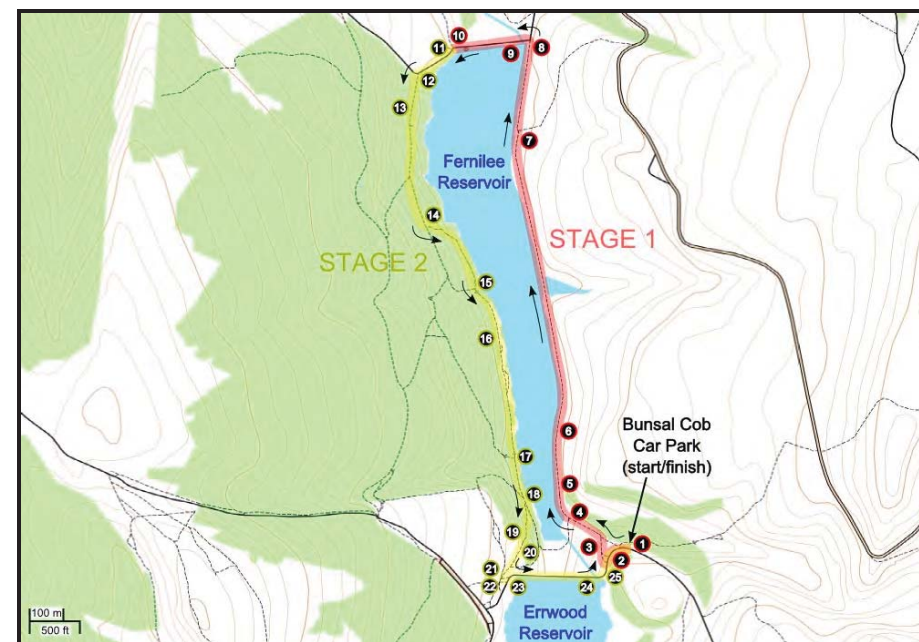 10
11
9
8
12
13
7
Fernilee
Reservoir
14
STAGE 1
STAGE 2
15
16
6
Bunsal Cob
Car Park
(start/finish)
17
5
18
4
19
3
1
20
2
21
22
23
24
25
100 m
500 ft
Errwood
Reservoir